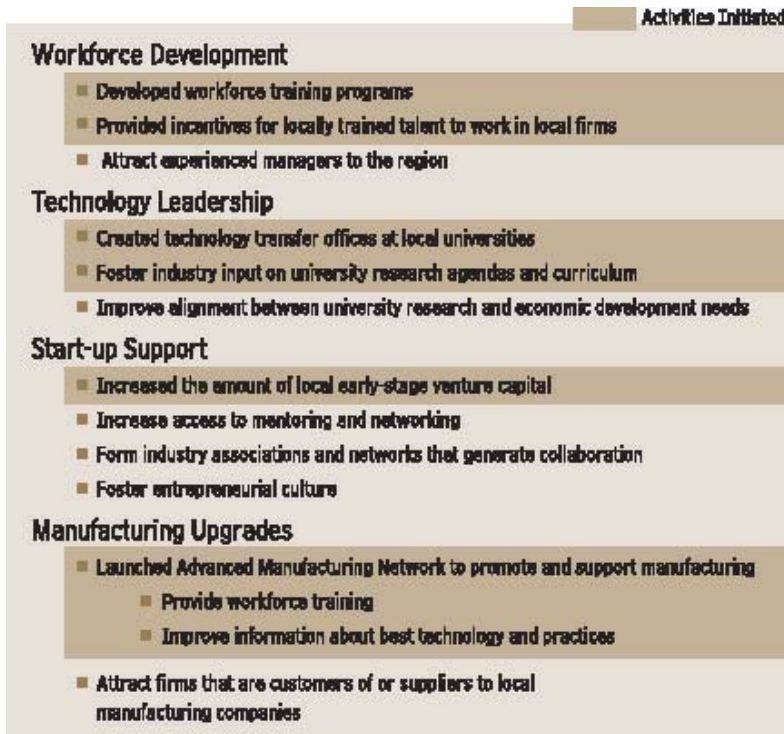 Activities Initiated
Workforce Development
Developed workforce training programs
Provided incentives for locally trained talent to work in local firms
Attract experienced managers to the region
Technology Leadership
Created technology transfer offices at local universities
Foster industry input on university research agendas and curriculum
Improve alignment between university research and economic development needs
Start-up Support
Increased the amount of local early-stage venture capital
Increase access to mentoring and networking
Form industry associations and networks that generate collaboration
Foster entrepreneurial culture
Manufacturing Upgrades
Launched Advanced Manufacturing Network to promote and support manufacturing
Provide workforce training
Improve information about best technology and practices
Attract firms that are customers of or suppliers to local
manufacturing companies